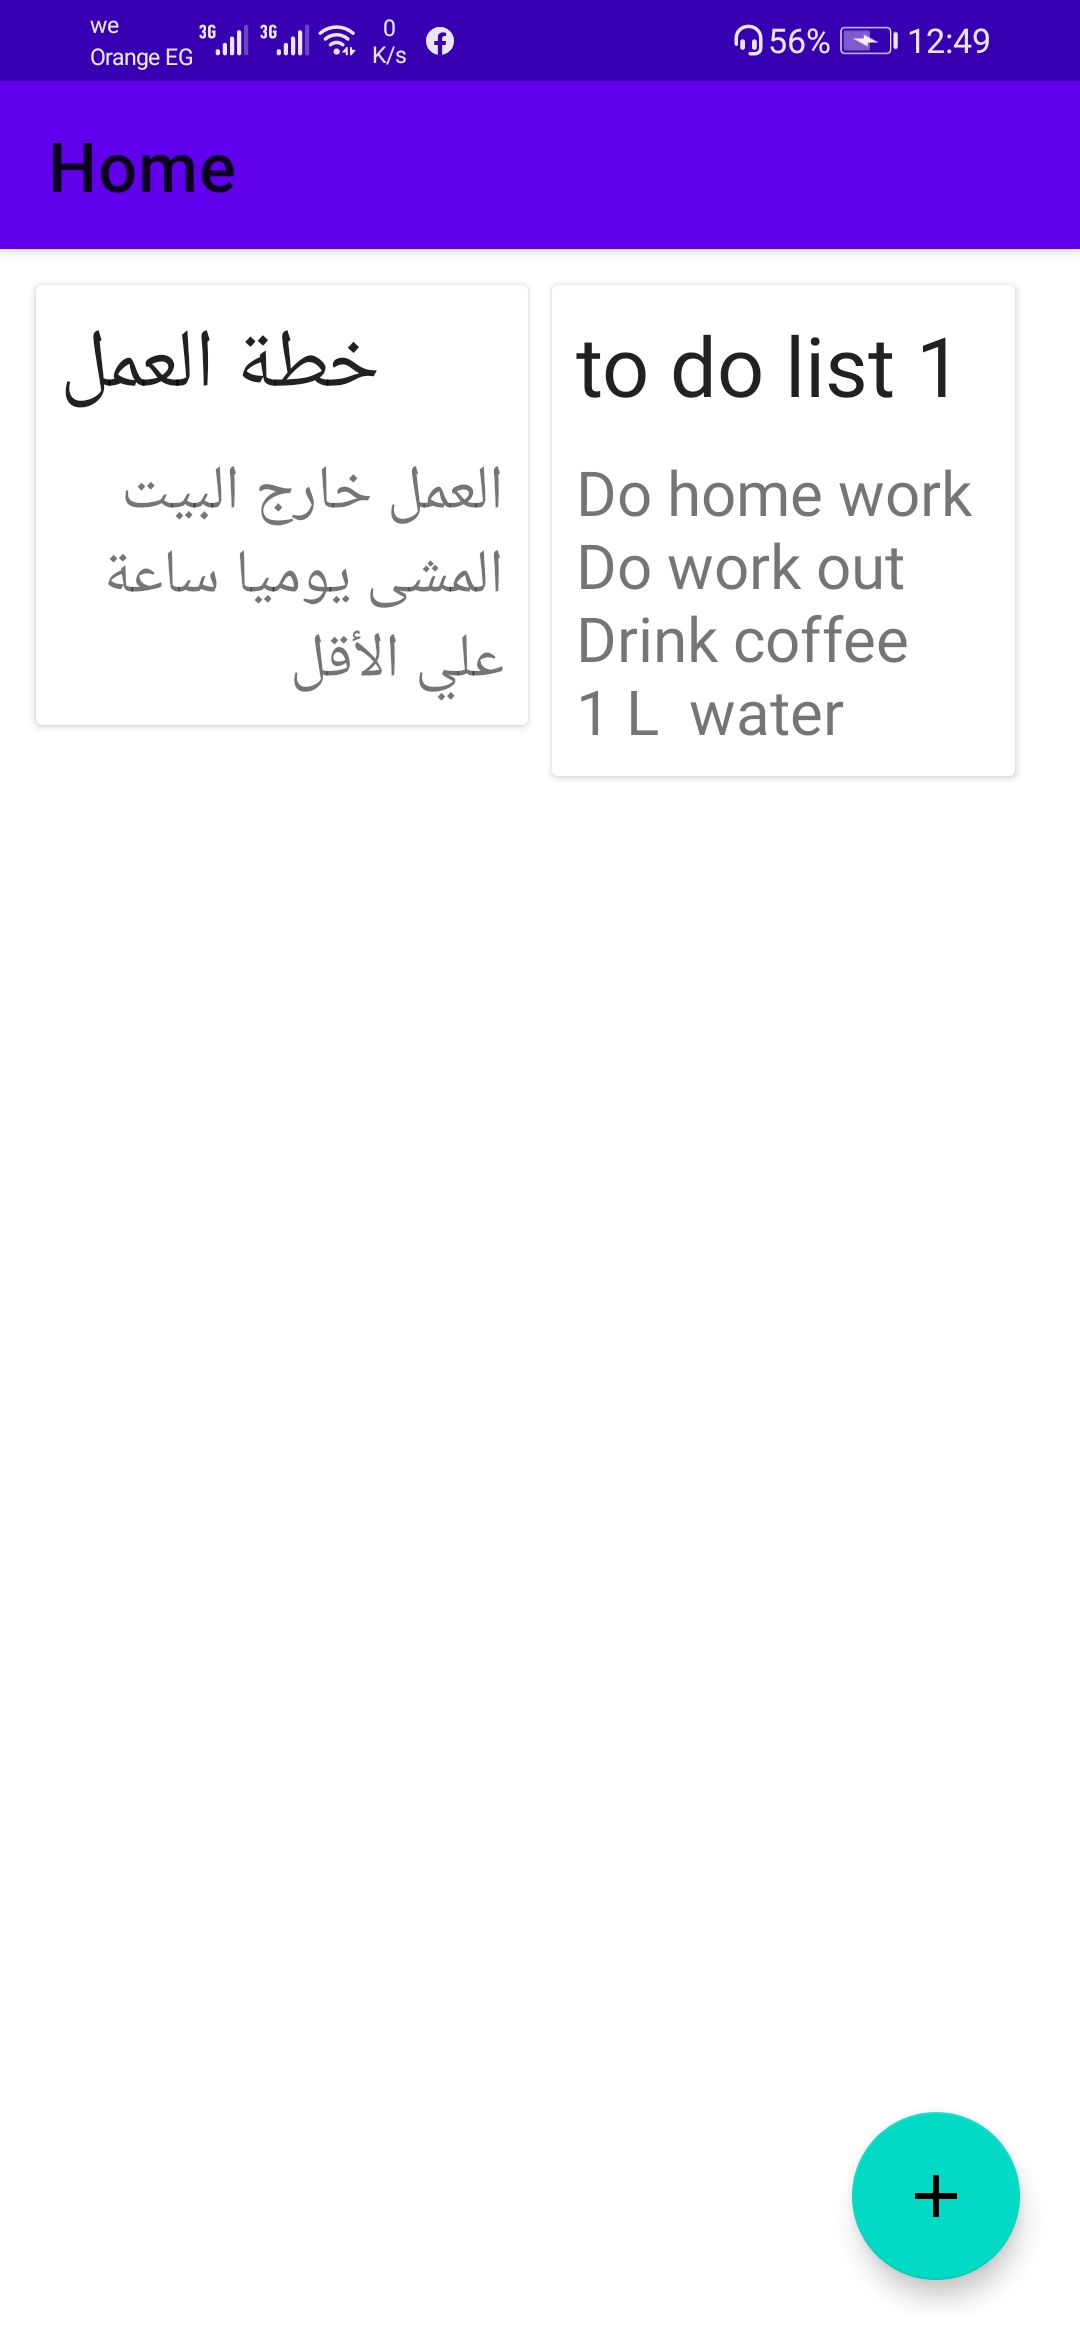 we
Orange EG
3G
3G
0
K/s
56%
12:49
Home
خطة العمل
العمل خارج البيت
المشى يوميا ساعة
علي الأقل
to do list 1
Do home work
Do work out
Drink coffee
1 L  water